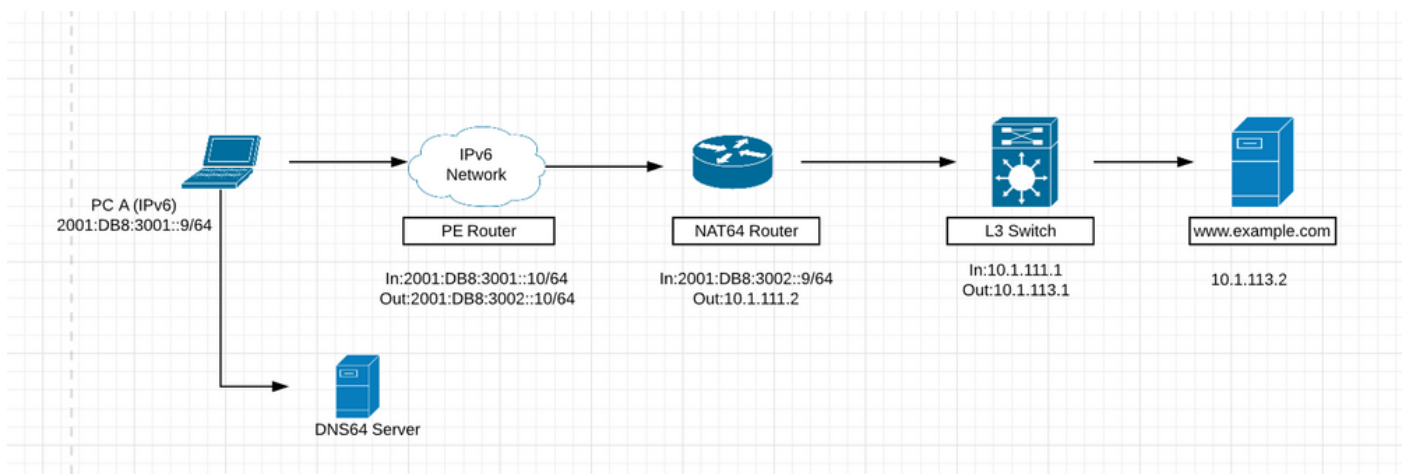 PC A (IPv6)
2001:DB8:3001::9/64
IPv6
Network
PE Router
In:2001:DB8:3001::10/64
Out:2001:DB8:3002::10/64
NAT64 Router
In:2001:DB8:3002::9/64
Out:10.1.111.2
L3 Switch
In:10.1.111.1
Out:10.1.113.1
www.example.com
10.1.113.2
DNS64 Server